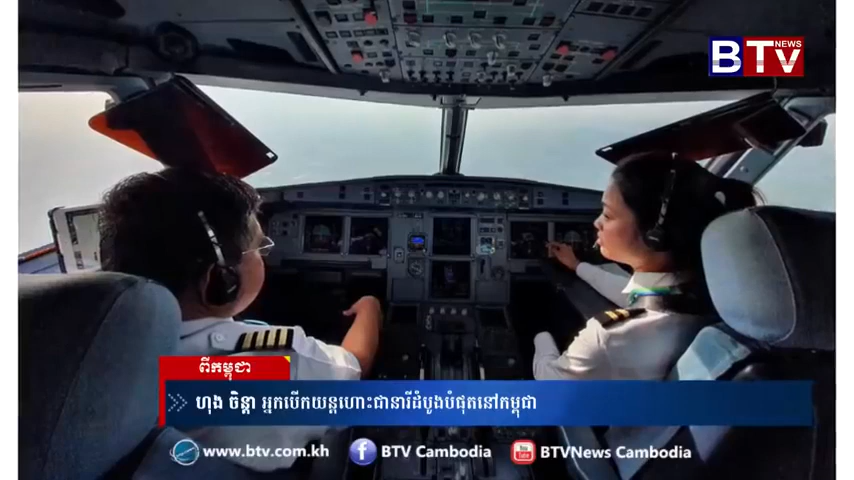 BTV NEWS
ពីកម្ពុជា
ហុង ចិន្តា អ្នកបើកយន្តហោះជានារីដំបូងបំផុតនៅកម្ពុជា
www.btv.com.kh BTV Cambodia BTVNews Cambodia